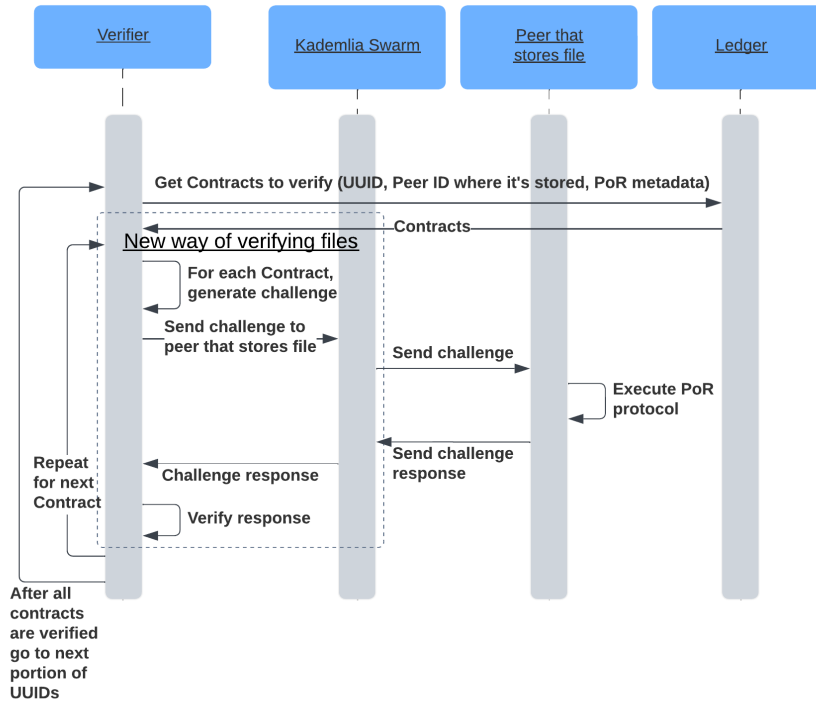 Verifier
Kademlia Swarm
Peer that
stores file
Ledger
Get Contracts to verify (UUID, Peer ID where it's stored, PoR metadata)
Contracts
New way of verifying files
For each Contract,
generate challenge
Send challenge to
peer that stores file
Send challenge
Execute PoR
protocol
Send challenge
response
Challenge response
Repeat
for next
Contract
Verify response
After all
contracts
are verified
go to next
portion of
UUIDs